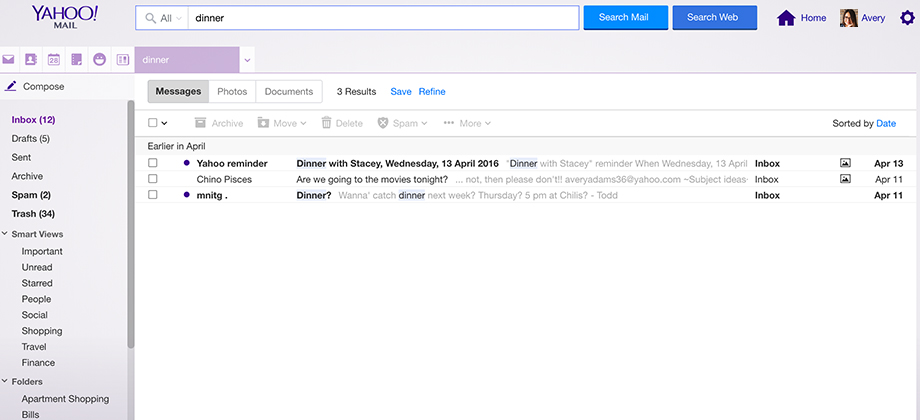 YAHOO!
MAIL
All
dinner
Search Mail
Search Web
Home
Avery
28
dinner
Compose
Messages
Photos
Documents
3 Results
Save
Refine
Archive
Move
Delete
Spam
More
Sorted by Date
Inbox (12)
Drafts (5)
Sent
Archive
Spam (2)
Trash (34)
Smart Views
Important
Unread
Starred
People
Social
Shopping
Travel
Finance
Folders
Apartment Shopping
Bills
Earlier in April
Yahoo reminder Dinner with Stacey, Wednesday, 13 April 2016 "Dinner with Stacey" reminder When Wednesday, 13 April Inbox Apr 13
Chino Pisces Are we going to the movies tonight? ... not, then please don't!! averyadams36@yahoo.com ~Subject ideas- Inbox Apr 11
mnitg . Dinner? Wanna' catch dinner next week? Thursday? 5 pm at Chilis? - Todd Inbox Apr 11